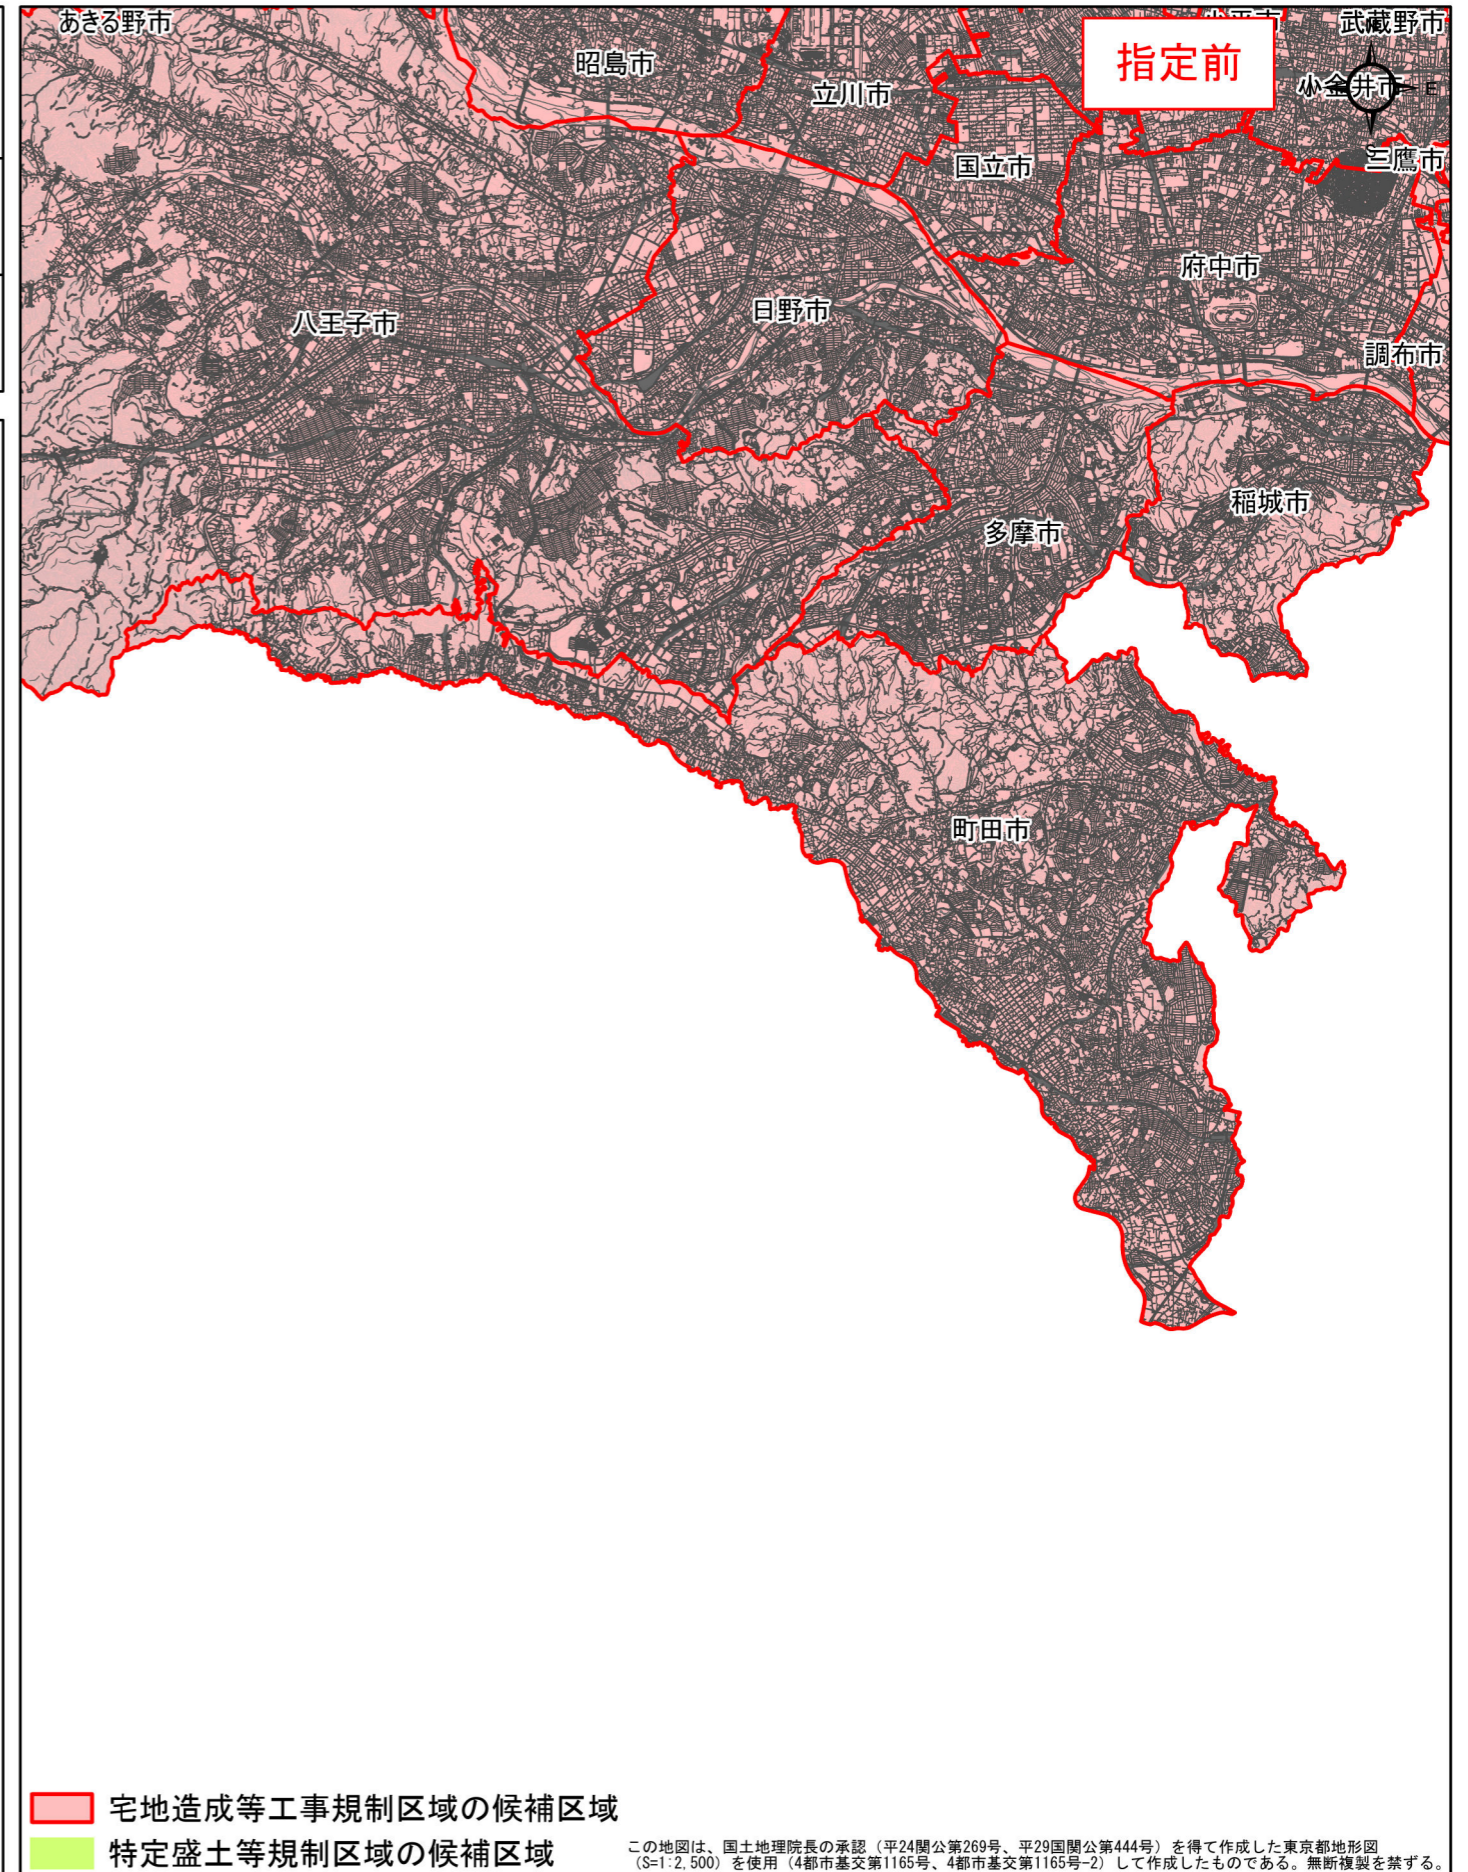 あきる野市
武蔵野市
指定前
昭島市
立川市
小金井市
N
E
S
国立市
三鷹市
府中市
日野市
八王子市
調布市
稲城市
多摩市
町田市
宅地造成等工事規制区域の候補区域
特定盛土等規制区域の候補区域
この地図は、国土地理院長の承認（平24関公第269号、平29国関公第444号）を得て作成した東京都地形図
（S=1:2,500）を使用（4都市基交第1165号、4都市基交第1165号-2）して作成したものである。無断複製を禁ずる。